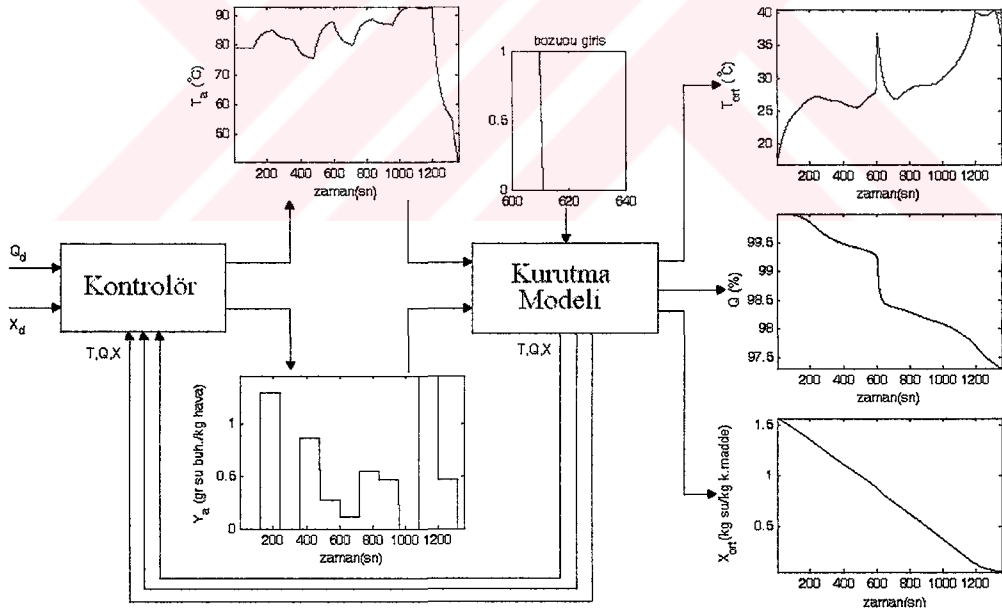 90
80
70
60
50
T_a (°C)
200 400 600 800 1000 1200
zaman(sn)
bozucu giris
1
0.5
0
600 620 640
40
35
30
25
20
T_ort (°C)
200 400 600 800 1000 1200
zaman(sn)
Q_d
X_d
Kontrolör
Kurutma
Modeli
T,Q,X
T,Q,X
99.5
99
98.5
98
97.5
Q (%)
200 400 600 800 1000 1200
zaman(sn)
1
0.5
0
Y_a (gr su buh./kg hava)
200 400 600 800 1000 1200
zaman(sn)
1.5
1
0.5
X_ort (kg su/kg k.madde)
200 400 600 800 1000 1200
zaman(sn)